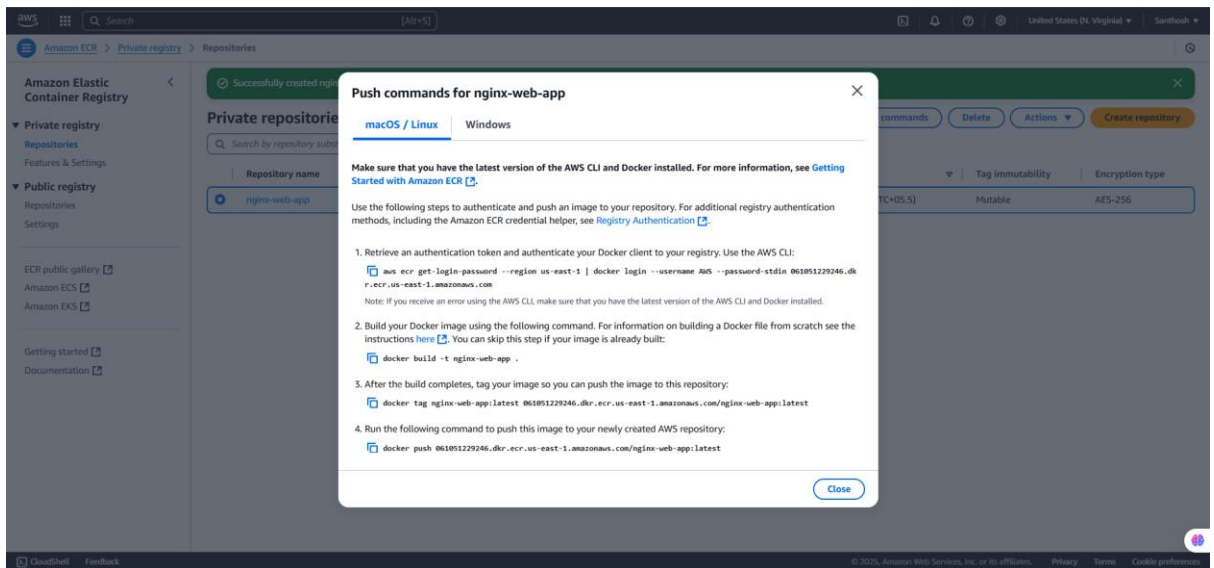 aws
Search
[Alt+S]
United States (N. Virginia)
Santhosh
Amazon ECR > Private registry > Repositories
Amazon Elastic
Container Registry
Private registry
Repositories
Features & Settings
Public registry
Repositories
Settings
ECR public gallery
Amazon ECS
Amazon EKS
Getting started
Documentation
Successfully created
Private repositorie
commands
Delete
Actions
Create repository
Search by repository subst
Repository name
Tag immutability
Encryption type
nginx-web-app
TC+05.5)
Mutable
AES-256
Push commands for nginx-web-app
macOS / Linux
Windows
Make sure that you have the latest version of the AWS CLI and Docker installed. For more information, see Getting
Started with Amazon ECR.
Use the following steps to authenticate and push an image to your repository. For additional registry authentication
methods, including the Amazon ECR credential helper, see Registry Authentication.
1. Retrieve an authentication token and authenticate your Docker client to your registry. Use the AWS CLI:
aws ecr get-login-password --region us-east-1 | docker login --username AWS --password-stdin 061051229246.dk
r.ecr.us-east-1.amazonaws.com
Note: If you receive an error using the AWS CLI, make sure that you have the latest version of the AWS CLI and Docker installed.
2. Build your Docker image using the following command. For information on building a Docker file from scratch see the
instructions here. You can skip this step if your image is already built:
docker build -t nginx-web-app .
3. After the build completes, tag your image so you can push the image to this repository:
docker tag nginx-web-app:latest 061051229246.dkr.ecr.us-east-1.amazonaws.com/nginx-web-app:latest
4. Run the following command to push this image to your newly created AWS repository:
docker push 061051229246.dkr.ecr.us-east-1.amazonaws.com/nginx-web-app:latest
Close
CloudShell
Feedback
© 2025, Amazon Web Services, Inc. or its affiliates.
Privacy
Terms
Cookie preferences